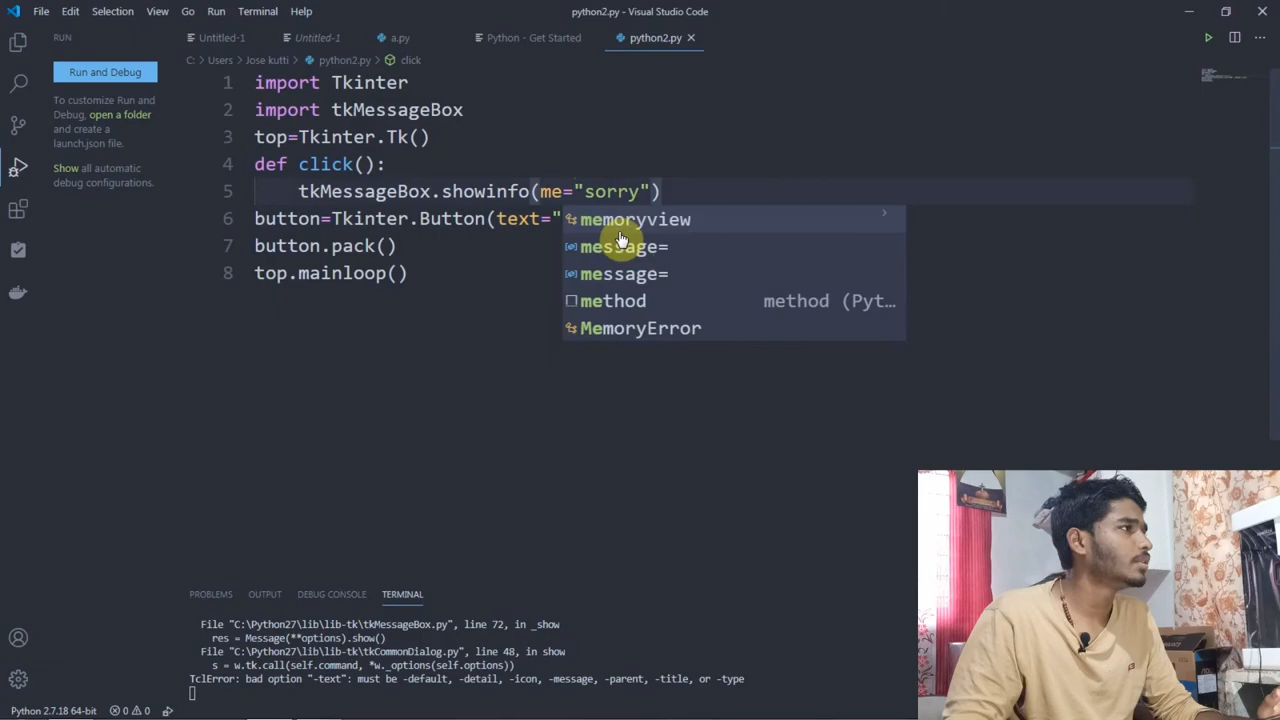 File Edit Selection View Go Run Terminal Help python2.py - Visual Studio Code
RUN
Untitled-1 Untitled-1 a.py Python - Get Started python2.py
C: > Users > Jose kutti > python2.py > click
Run and Debug
To customize Run and
Debug, open a folder
and create a
launch.json file.
Show all automatic
debug configurations.
1 import Tkinter
2 import tkMessageBox
3 top=Tkinter.Tk()
4 def click():
5 tkMessageBox.showinfo(me="sorry")
6 button=Tkinter.Button(text="
7 button.pack()
8 top.mainloop()
memoryview
message=
message=
method method (Pyt…
MemoryError
PROBLEMS OUTPUT DEBUG CONSOLE TERMINAL
File "C:\Python27\lib\lib-tk\tkMessageBox.py", line 72, in _show
res = Message(**options).show()
File "C:\Python27\lib\lib-tk\tkCommonDialog.py", line 48, in show
s = w.tk.call(self.command, *w._options(self.options))
TclError: bad option "-text": must be -default, -detail, -icon, -message, -parent, -title, or -type
Python 2.7.18 64-bit 0 0